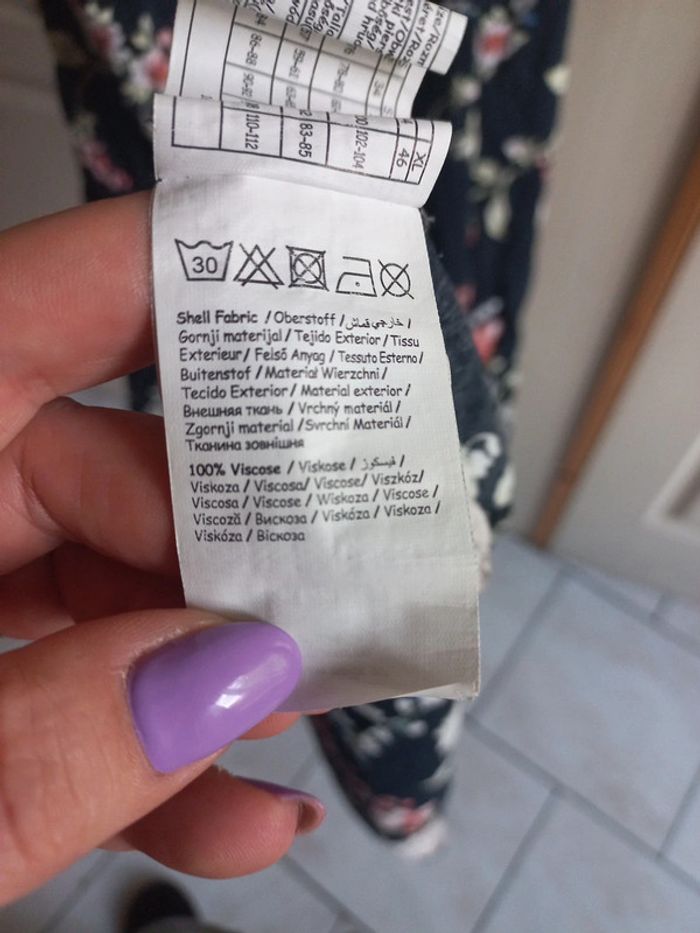 XL
46
102-104
83-85
110-112
30
Shell Fabric / Oberstoff / خارجي قماش /
Gornji materijal / Tejido Exterior / Tissu
Exterieur / Felső Anyag / Tessuto Esterno /
Buitenstof / Materiał Wierzchni /
Tecido Exterior / Material exterior /
Внешняя ткань / Vrchný materiál /
Zgornji material / Svrchní Materiál /
Тканина зовнішня
100% Viscose / Viskose / فيسكوز /
Viskoza / Viscosa / Viscose / Viszkóz /
Viscosa / Viscose / Wiskoza / Viscose /
Viscoză / Вискоза / Viskóza / Viskoza /
Viskóza / Віскоза